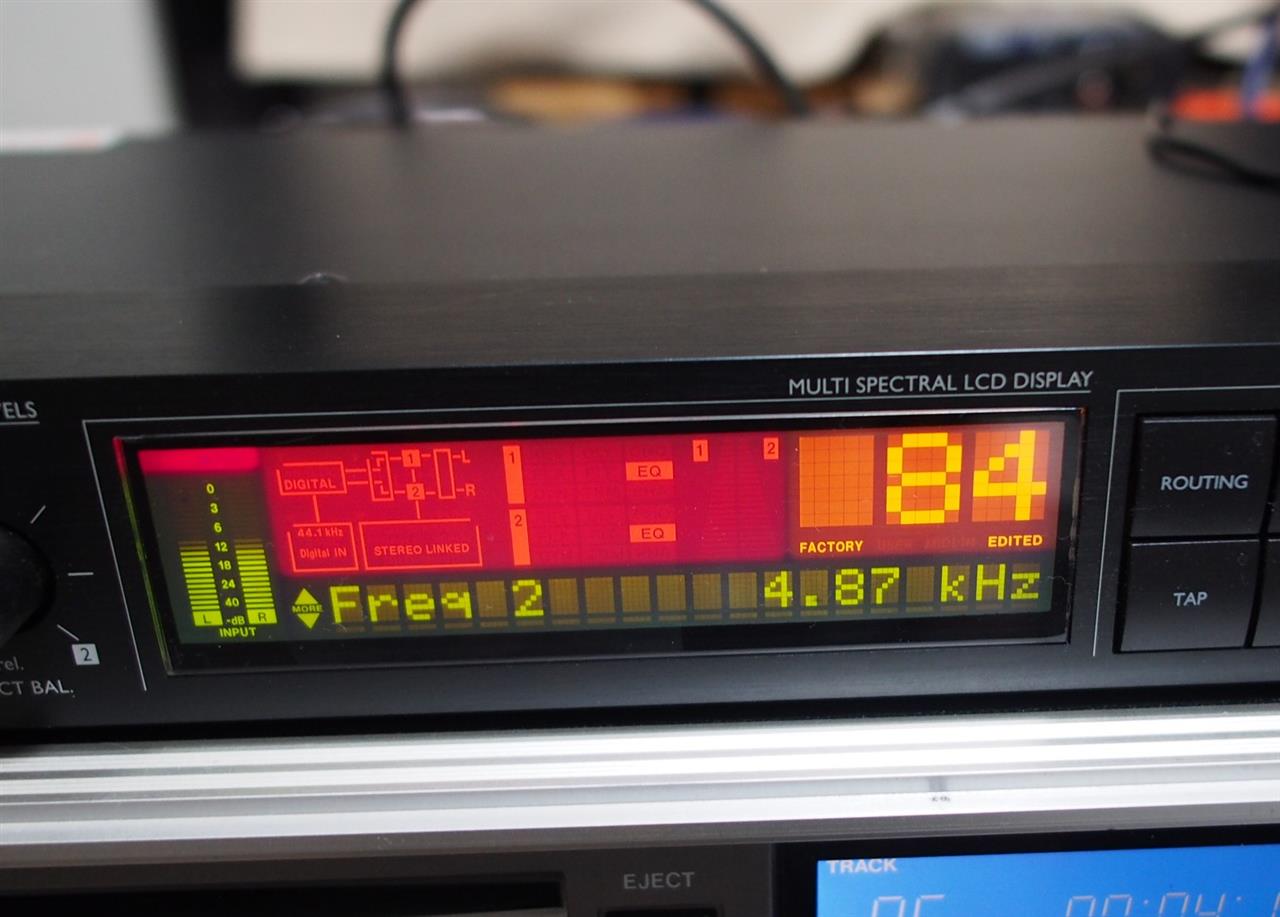 MULTI SPECTRAL LCD DISPLAY
DIGITAL
1
2
L
R
44.1 kHz
Digital IN
STEREO LINKED
1
EQ
2
EQ
1
2
84
FACTORY
EDITED
0
3
6
12
18
24
40
L -dB R
INPUT
MORE
Freq 2 4.87 kHz
2
CT BAL.
ROUTING
TAP
EJECT
TRACK